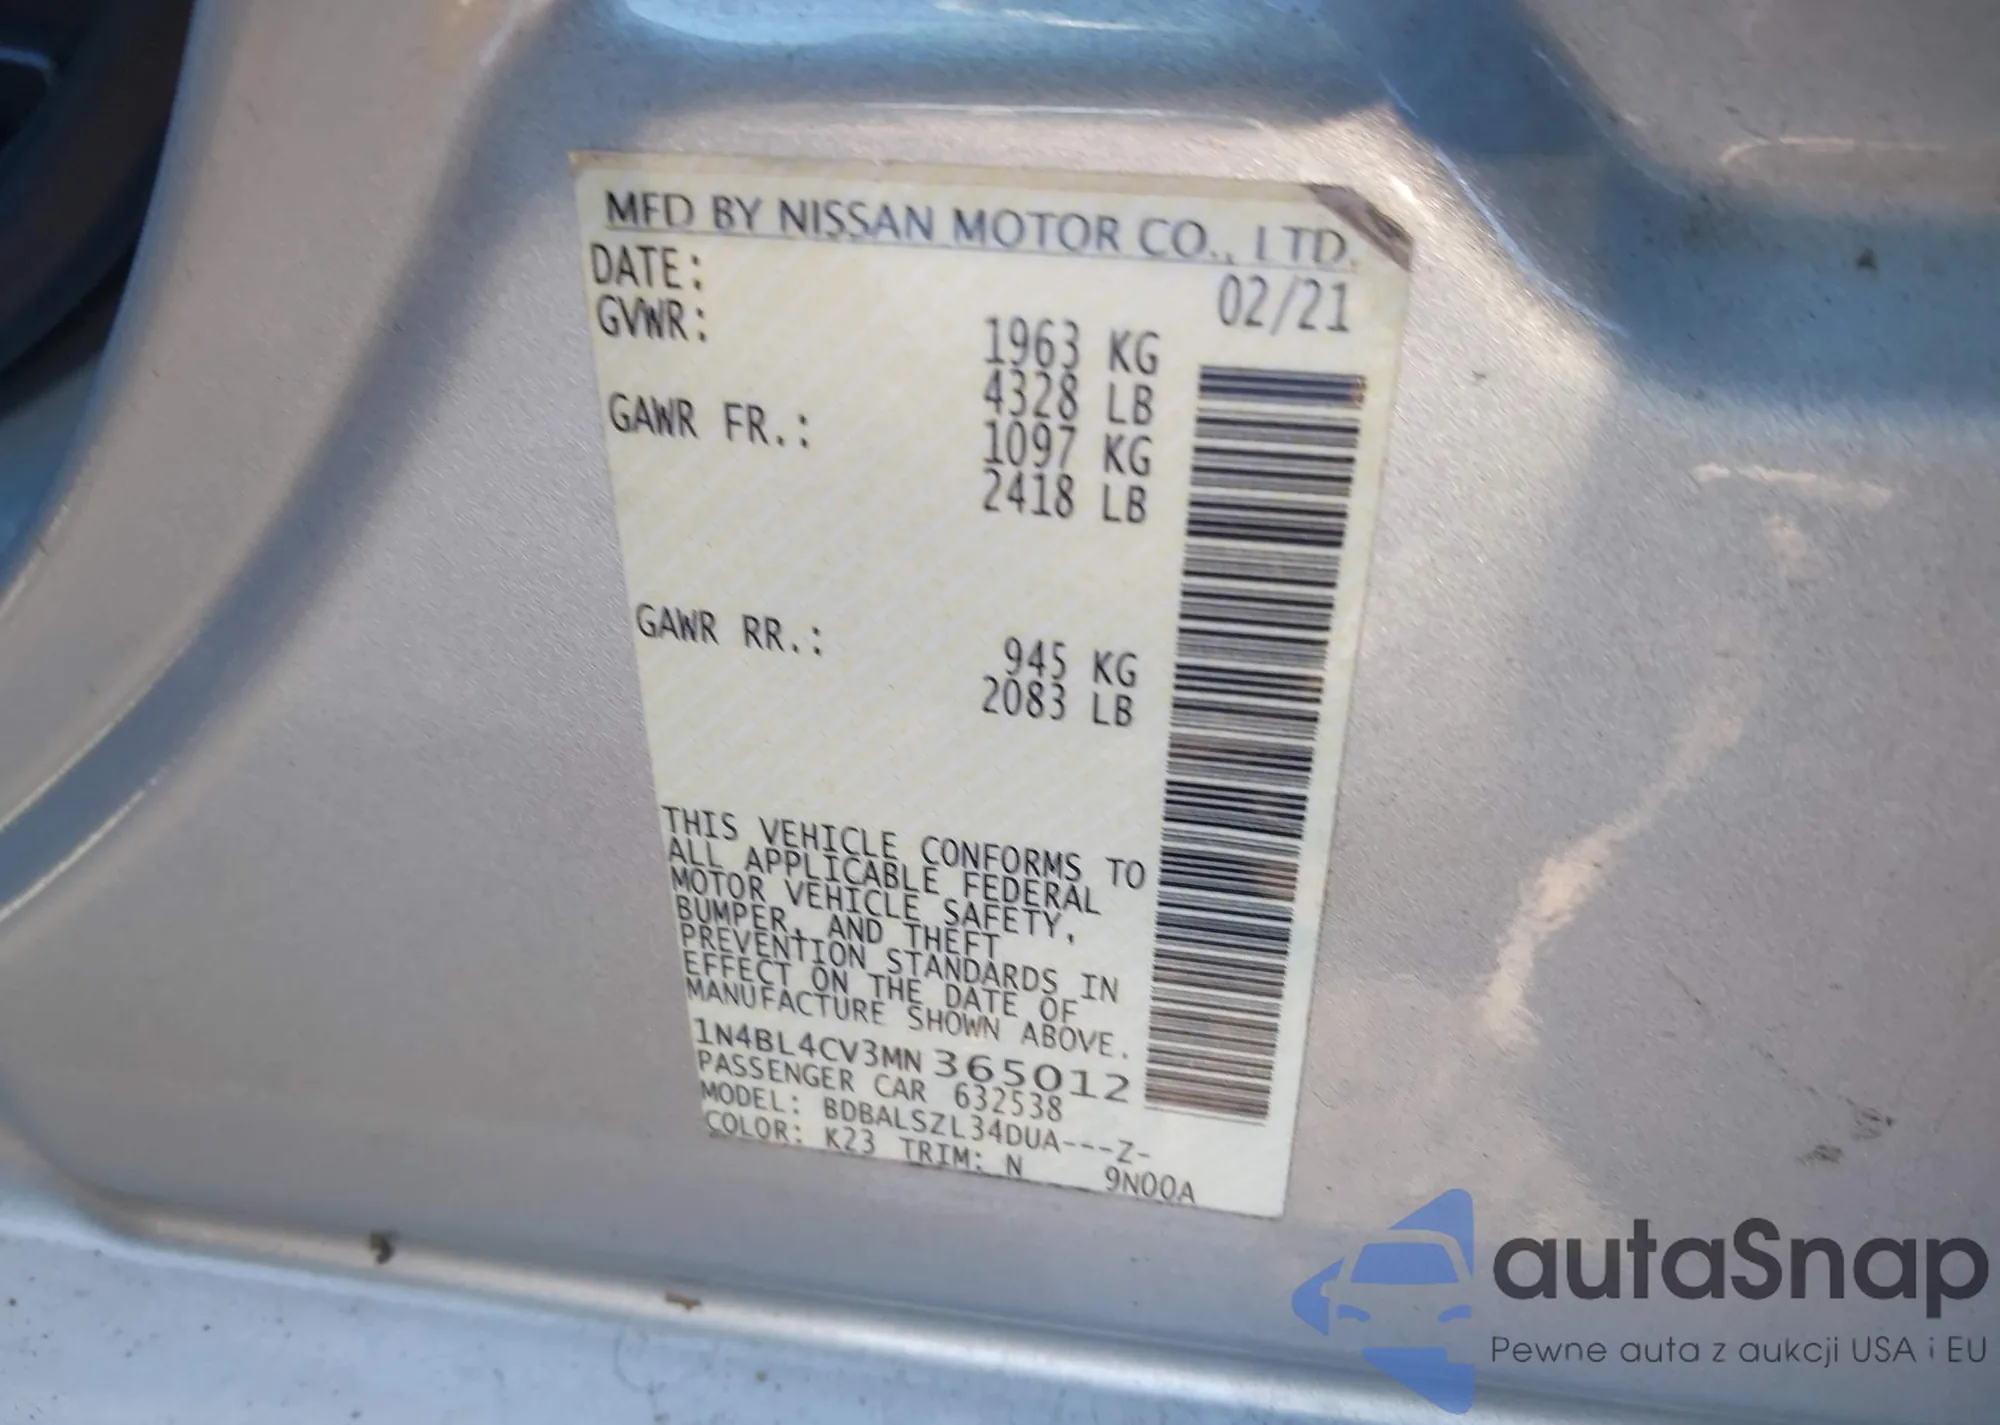 MFD BY NISSAN MOTOR CO., LTD.
DATE: 02/21
GVWR: 1963 KG
4328 LB
GAWR FR.: 1097 KG
2418 LB
GAWR RR.: 945 KG
2083 LB
THIS VEHICLE CONFORMS TO
ALL APPLICABLE FEDERAL
MOTOR VEHICLE SAFETY,
BUMPER, AND THEFT
PREVENTION STANDARDS IN
EFFECT ON THE DATE OF
MANUFACTURE SHOWN ABOVE.
1N4BL4CV3MN365012
PASSENGER CAR 632538
MODEL: BDBALSZL34DUA---Z-
COLOR: K23 TRIM: N 9N00A
autaSnap
Pewne auta z aukcji USA i EU